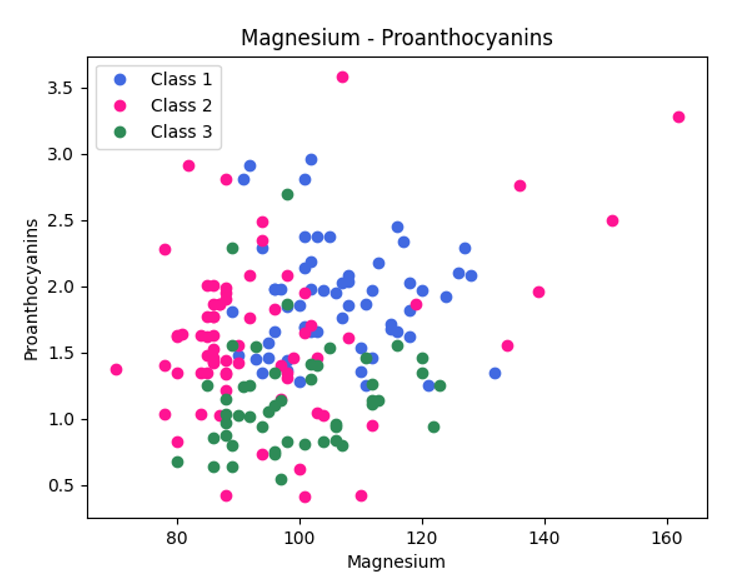 Magnesium - Proanthocyanins
Class 1
Class 2
Class 3
3.5
3.0
2.5
2.0
1.5
1.0
0.5
Proanthocyanins
80 100 120 140 160
Magnesium